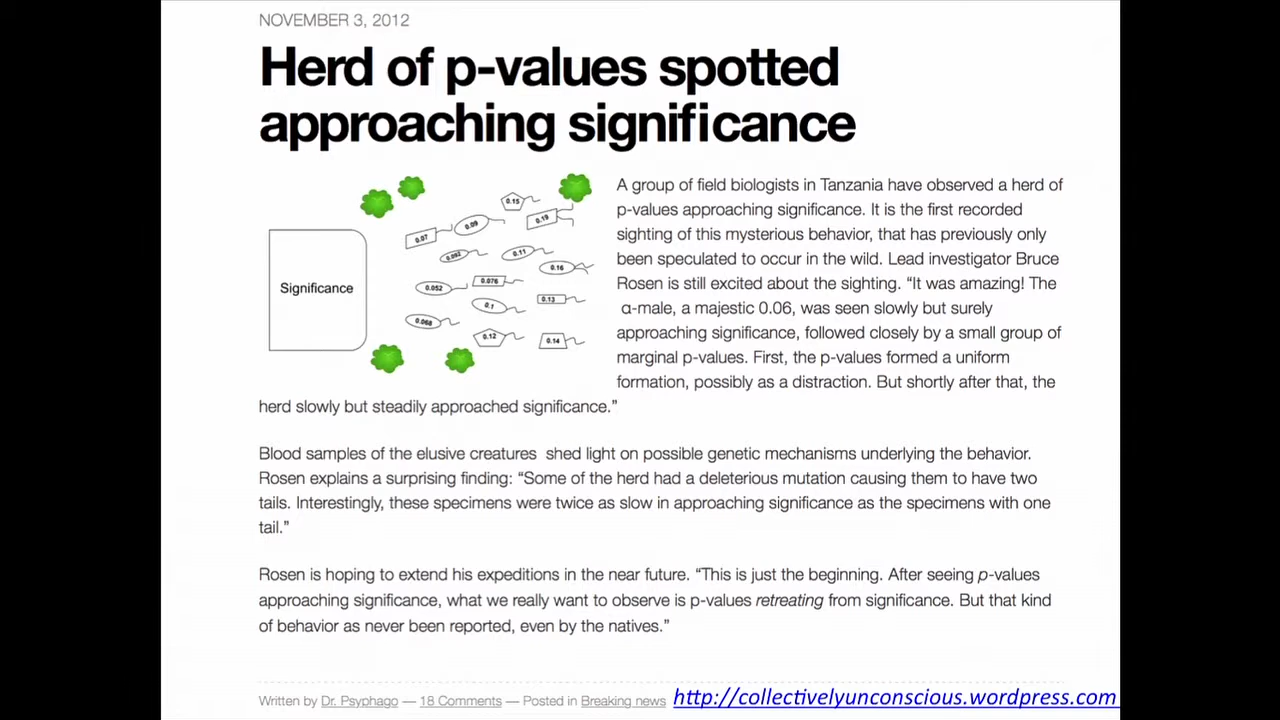 NOVEMBER 3, 2012
Herd of p-values spotted
approaching significance
Significance
0.15
0.19
0.09
0.07
0.092
0.11
0.16
0.052
0.076
0.1
0.13
0.068
0.12
0.14
A group of field biologists in Tanzania have observed a herd of
p-values approaching significance. It is the first recorded
sighting of this mysterious behavior, that has previously only
been speculated to occur in the wild. Lead investigator Bruce
Rosen is still excited about the sighting. “It was amazing! The
α-male, a majestic 0.06, was seen slowly but surely
approaching significance, followed closely by a small group of
marginal p-values. First, the p-values formed a uniform
formation, possibly as a distraction. But shortly after that, the
herd slowly but steadily approached significance.”
Blood samples of the elusive creatures shed light on possible genetic mechanisms underlying the behavior.
Rosen explains a surprising finding: “Some of the herd had a deleterious mutation causing them to have two
tails. Interestingly, these specimens were twice as slow in approaching significance as the specimens with one
tail.”
Rosen is hoping to extend his expeditions in the near future. “This is just the beginning. After seeing p-values
approaching significance, what we really want to observe is p-values retreating from significance. But that kind
of behavior as never been reported, even by the natives.”
Written by Dr. Psyphago — 18 Comments — Posted in Breaking news
http://collectivelyunconscious.wordpress.com